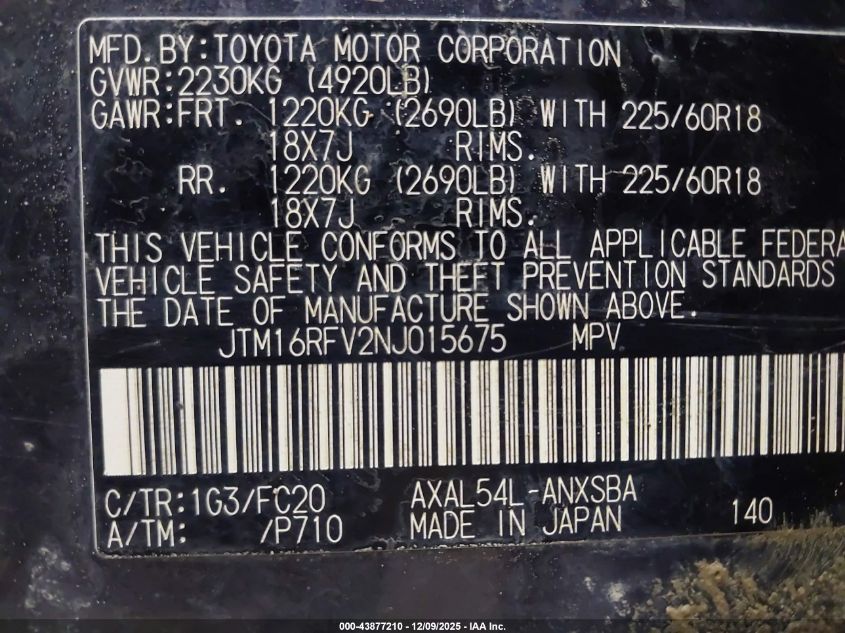 MFD.BY:TOYOTA MOTOR CORPORATION
GVWR:2230KG (4920LB)
GAWR:FRT. 1220KG (2690LB) WITH 225/60R18
18X7J RIMS.
RR. 1220KG (2690LB) WITH 225/60R18
18X7J RIMS.
THIS VEHICLE CONFORMS TO ALL APPLICABLE FEDERA
VEHICLE SAFETY AND THEFT PREVENTION STANDARDS
THE DATE OF MANUFACTURE SHOWN ABOVE.
JTM16RFV2NJ015675 MPV
C/TR:1G3/FC20 AXAL54L-ANXSBA
A/TM: /P710 MADE IN JAPAN 140
000-43877210 - 12/09/2025 - IAA Inc.